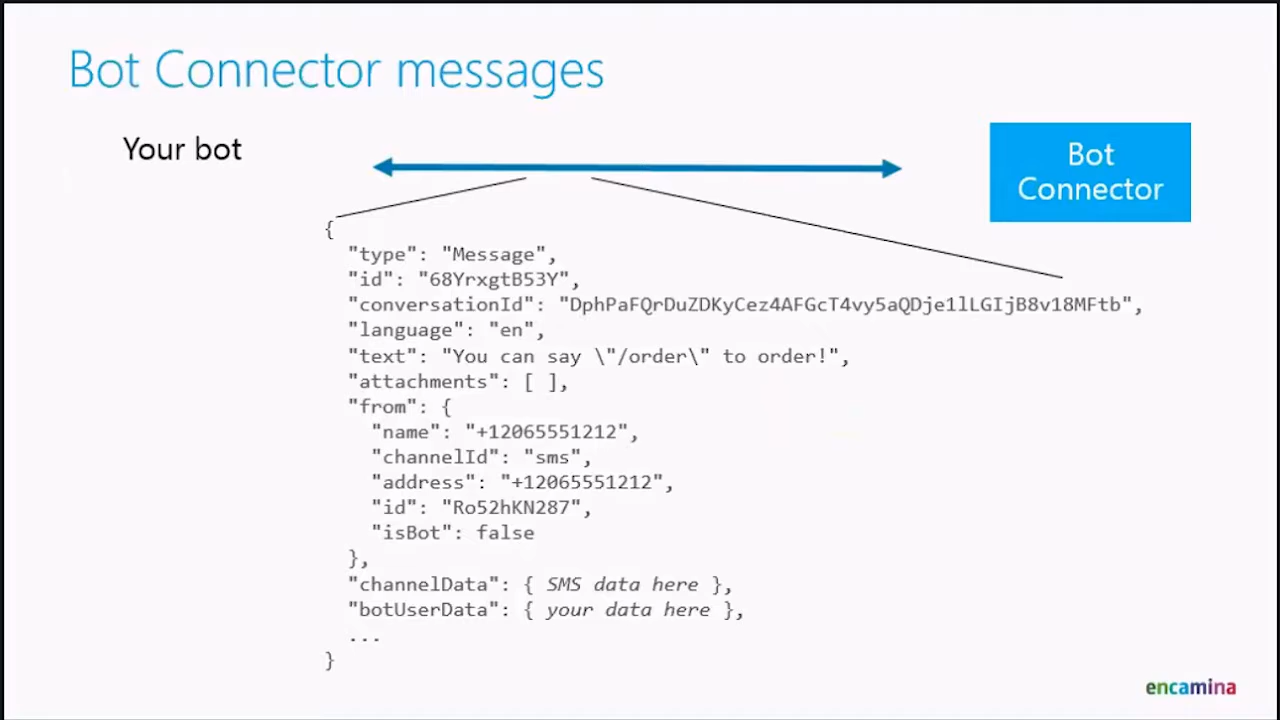 Bot Connector messages
Your bot
Bot
Connector
{
"type": "Message",
"id": "68YrxgtB53Y",
"conversationId": "DphPaFQrDuZDKyCez4AFGcT4vy5aQDje1lLGIjB8v18MFtb",
"language": "en",
"text": "You can say \"/order\" to order!",
"attachments": [ ],
"from": {
"name": "+12065551212",
"channelId": "sms",
"address": "+12065551212",
"id": "Ro52hKN287",
"isBot": false
},
"channelData": { SMS data here },
"botUserData": { your data here },
...
}
encamina